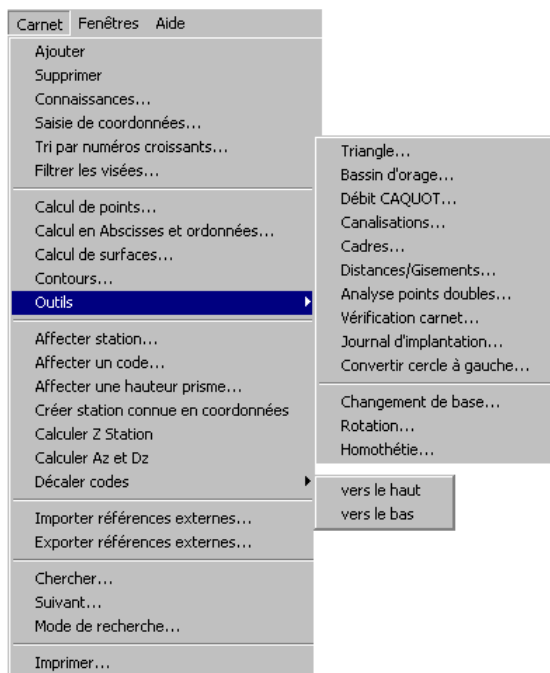 Carnet Fenêtres Aide
Ajouter
Supprimer
Connaissances...
Saisie de coordonnées...
Tri par numéros croissants...
Filtrer les visées...
Calcul de points...
Calcul en Abscisses et ordonnées...
Calcul de surfaces...
Contours...
Outils
Affecter station...
Affecter un code...
Affecter une hauteur prisme...
Créer station connue en coordonnées
Calculer Z Station
Calculer Az et Dz
Décaler codes
Importer références externes...
Exporter références externes...
Chercher...
Suivant...
Mode de recherche...
Imprimer...
Triangle...
Bassin d'orage...
Débit CAQUOT...
Canalisations...
Cadres...
Distances/Gisements...
Analyse points doubles...
Vérification carnet...
Journal d'implantation...
Convertir cercle à gauche...
Changement de base...
Rotation...
Homothétie...
vers le haut
vers le bas